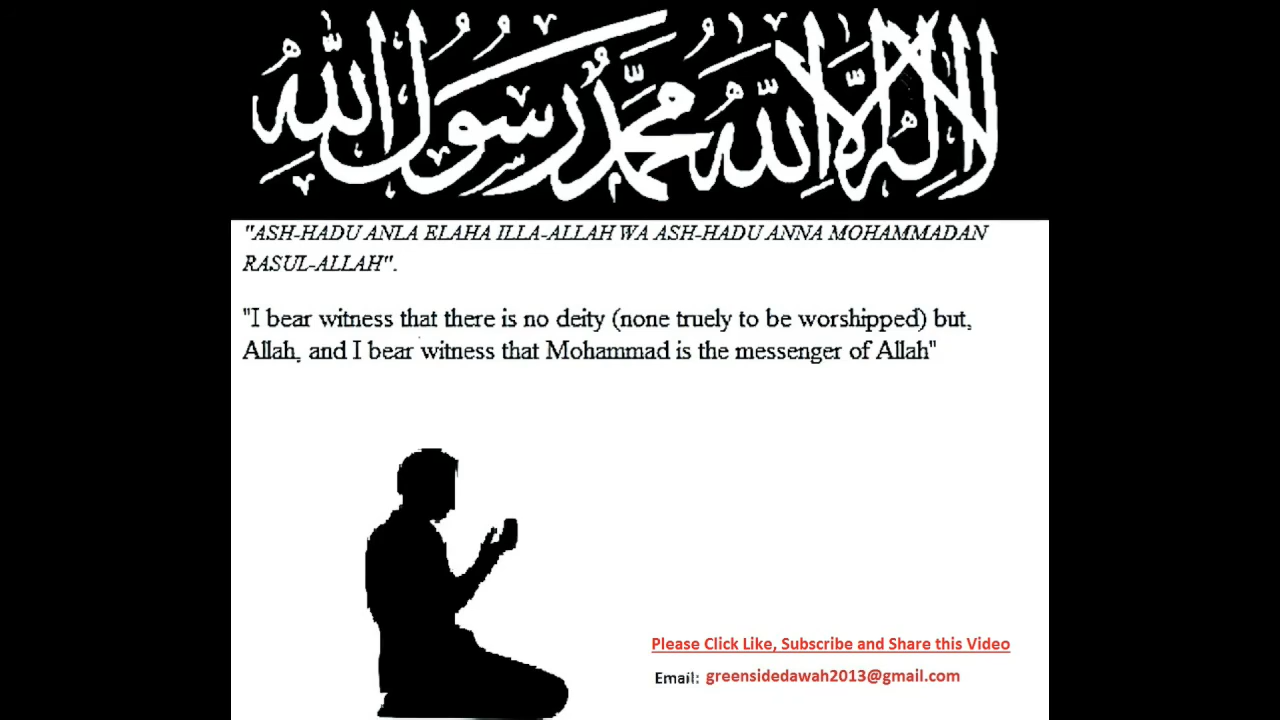 لا إله إلا الله محمد رسول الله
"ASH-HADU ANLA ELAHA ILLA-ALLAH WA ASH-HADU ANNA MOHAMMADAN
RASUL-ALLAH".
"I bear witness that there is no deity (none truely to be worshipped) but,
Allah, and I bear witness that Mohammad is the messenger of Allah"
Please Click Like, Subscribe and Share this Video
Email: greensidedawah2013@gmail.com